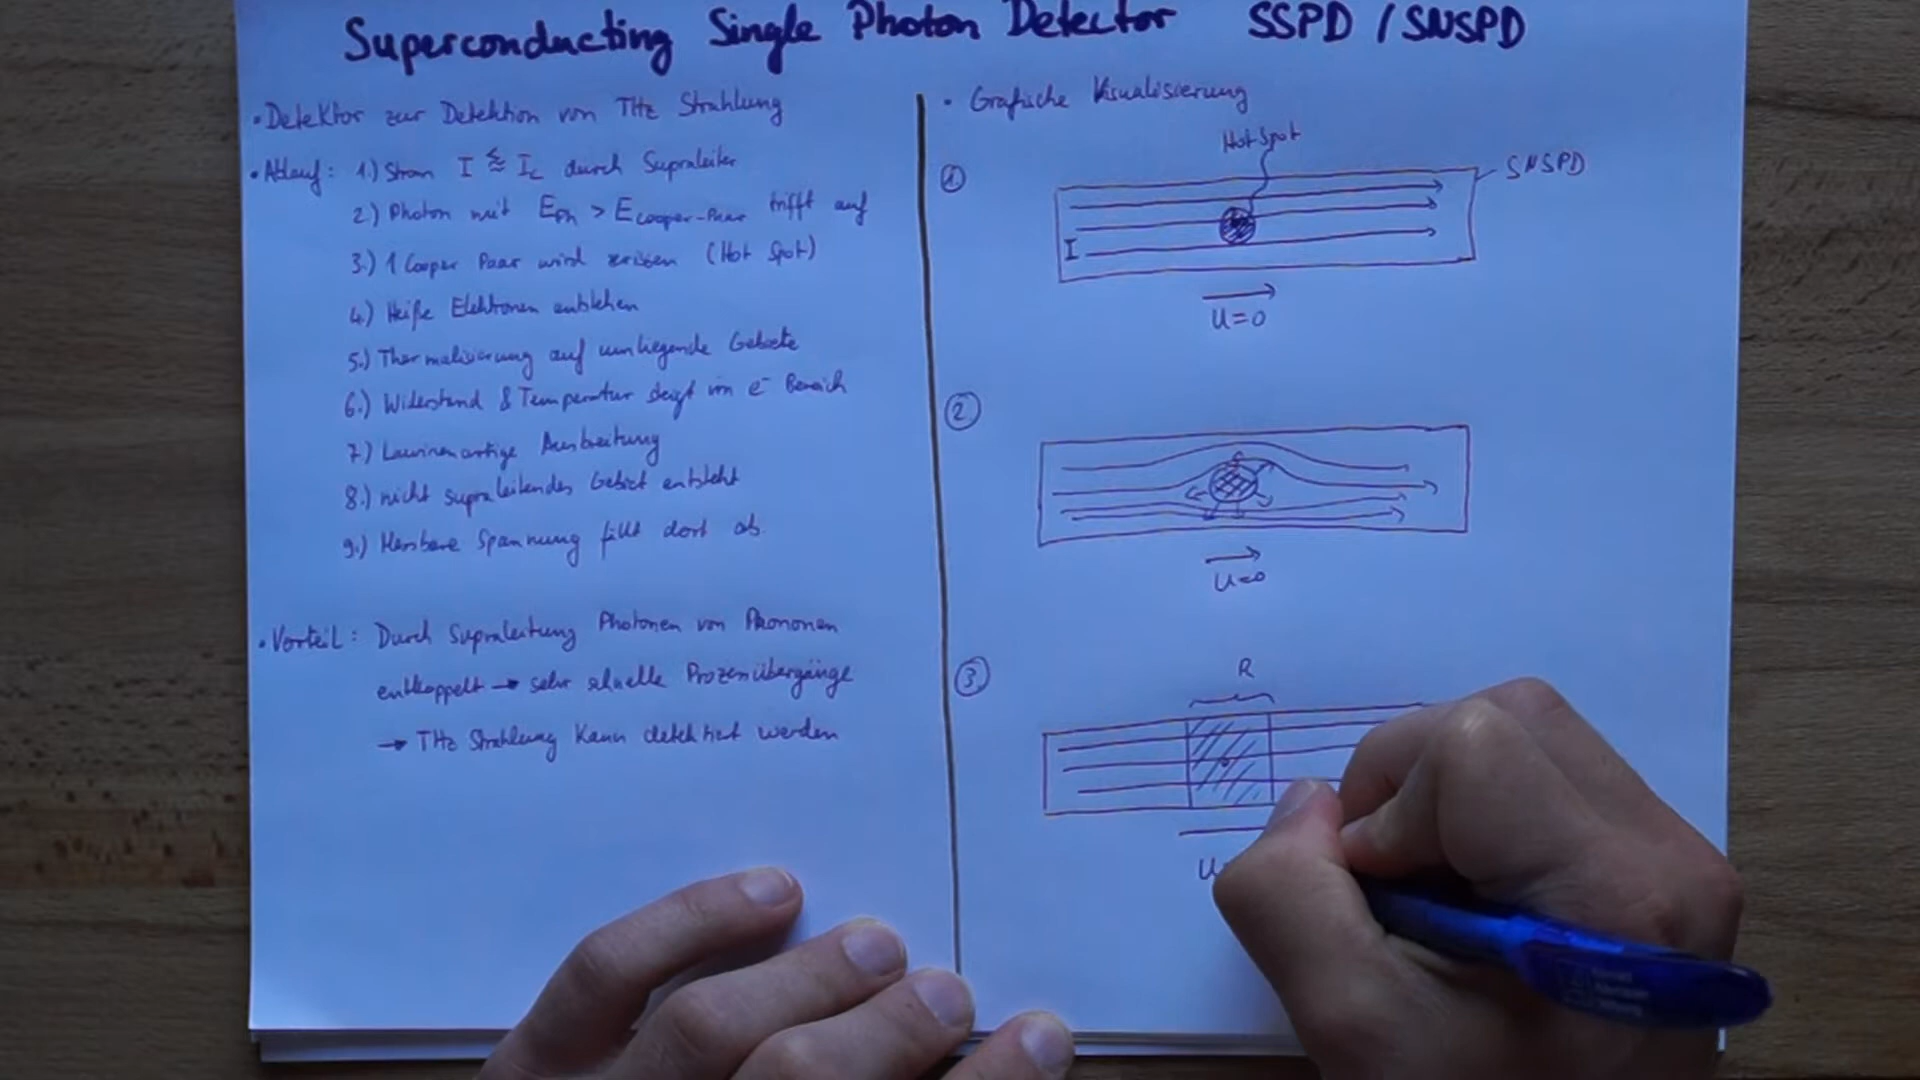 Superconducting Single Photon Detector SSPD / SNSPD
• Detektor zur Detektion von THz Strahlung
• Ablauf: 1.) Strom I ⪅ Ic durch Supraleiter
2.) Photon mit EPh > ECooper-Paar trifft auf
3.) 1 Cooper Paar wird zerissen (Hot Spot)
4.) Heiße Elektronen entstehen
5.) Thermalisierung auf umliegende Gebiete
6.) Widerstand & Temperatur steigt im e⁻ Bereich
7.) Lawinenartige Ausbreitung
8.) nicht supraleitendes Gebiet entsteht
9.) Messbare Spannung fällt dort ab.
• Vorteil: Durch Supraleitung Photonen von Phononen
entkoppelt → sehr schnelle Prozessübergänge
→ THz Strahlung kann detektiert werden
• Grafische Visualisierung
Hot Spot
① SNSPD
I
U=0
②
U=0
③
R
U